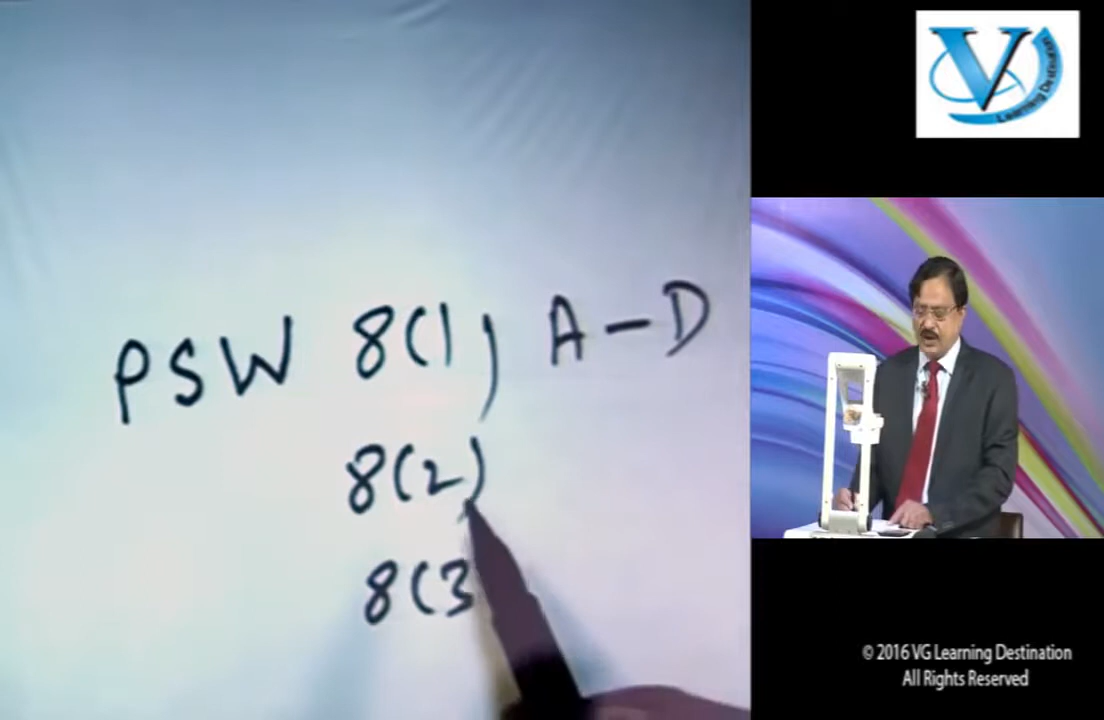 PSW 8(1) A-D
8(2)
8(3
V
Learning Destination
© 2016 VG Learning Destination
All Rights Reserved